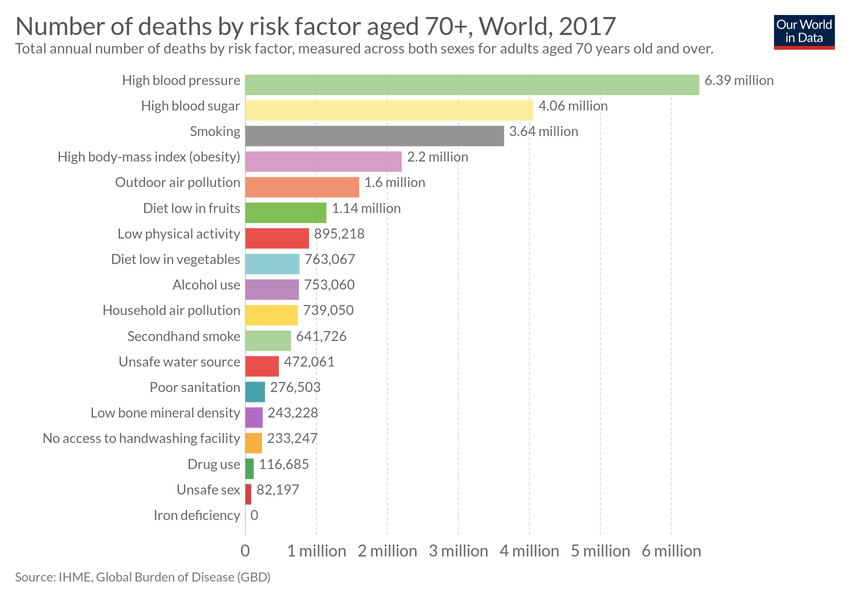 Number of deaths by risk factor aged 70+, World, 2017
Total annual number of deaths by risk factor, measured across both sexes for adults aged 70 years old and over.
Our World
in Data
High blood pressure 6.39 million
High blood sugar 4.06 million
Smoking 3.64 million
High body-mass index (obesity) 2.2 million
Outdoor air pollution 1.6 million
Diet low in fruits 1.14 million
Low physical activity 895,218
Diet low in vegetables 763,067
Alcohol use 753,060
Household air pollution 739,050
Secondhand smoke 641,726
Unsafe water source 472,061
Poor sanitation 276,503
Low bone mineral density 243,228
No access to handwashing facility 233,247
Drug use 116,685
Unsafe sex 82,197
Iron deficiency 0
0 1 million 2 million 3 million 4 million 5 million 6 million
Source: IHME, Global Burden of Disease (GBD)